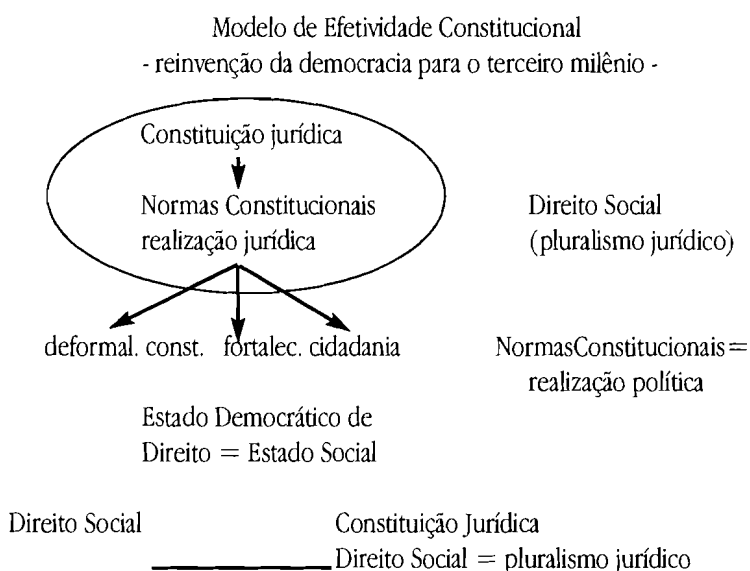 Modelo de Efetividade Constitucional
- reinvenção da democracia para o terceiro milênio -
Constituição jurídica
Normas Constitucionais
realização jurídica
Direito Social
(pluralismo jurídico)
deformal. const. fortalec. cidadania
NormasConstitucionais=
realização política
Estado Democrático de
Direito = Estado Social
Direito Social
Constituição Jurídica
Direito Social = pluralismo jurídico